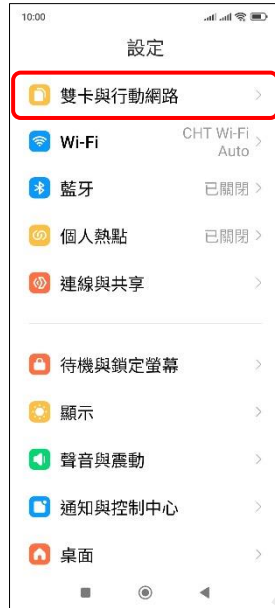 10:00
設定
雙卡與行動網路
Wi-Fi
CHT Wi-Fi
Auto
藍牙
已關閉
個人熱點
已關閉
連線與共享
待機與鎖定螢幕
顯示
聲音與震動
通知與控制中心
桌面